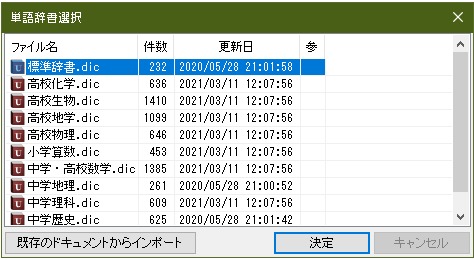 単語辞書選択
ファイル名 件数 更新日 参
標準辞書.dic 232 2020/05/28 21:01:58
高校化学.dic 636 2021/03/11 12:07:56
高校生物.dic 1410 2021/03/11 12:07:56
高校地学.dic 1099 2021/03/11 12:07:56
高校物理.dic 646 2021/03/11 12:07:56
小学算数.dic 453 2021/03/11 12:07:56
中学・高校数学.dic 1385 2021/03/11 12:07:56
中学地理.dic 261 2020/05/28 21:00:52
中学理科.dic 609 2021/03/11 12:07:56
中学歴史.dic 625 2020/05/28 21:01:42
既存のドキュメントからインポート 決定 キャンセル